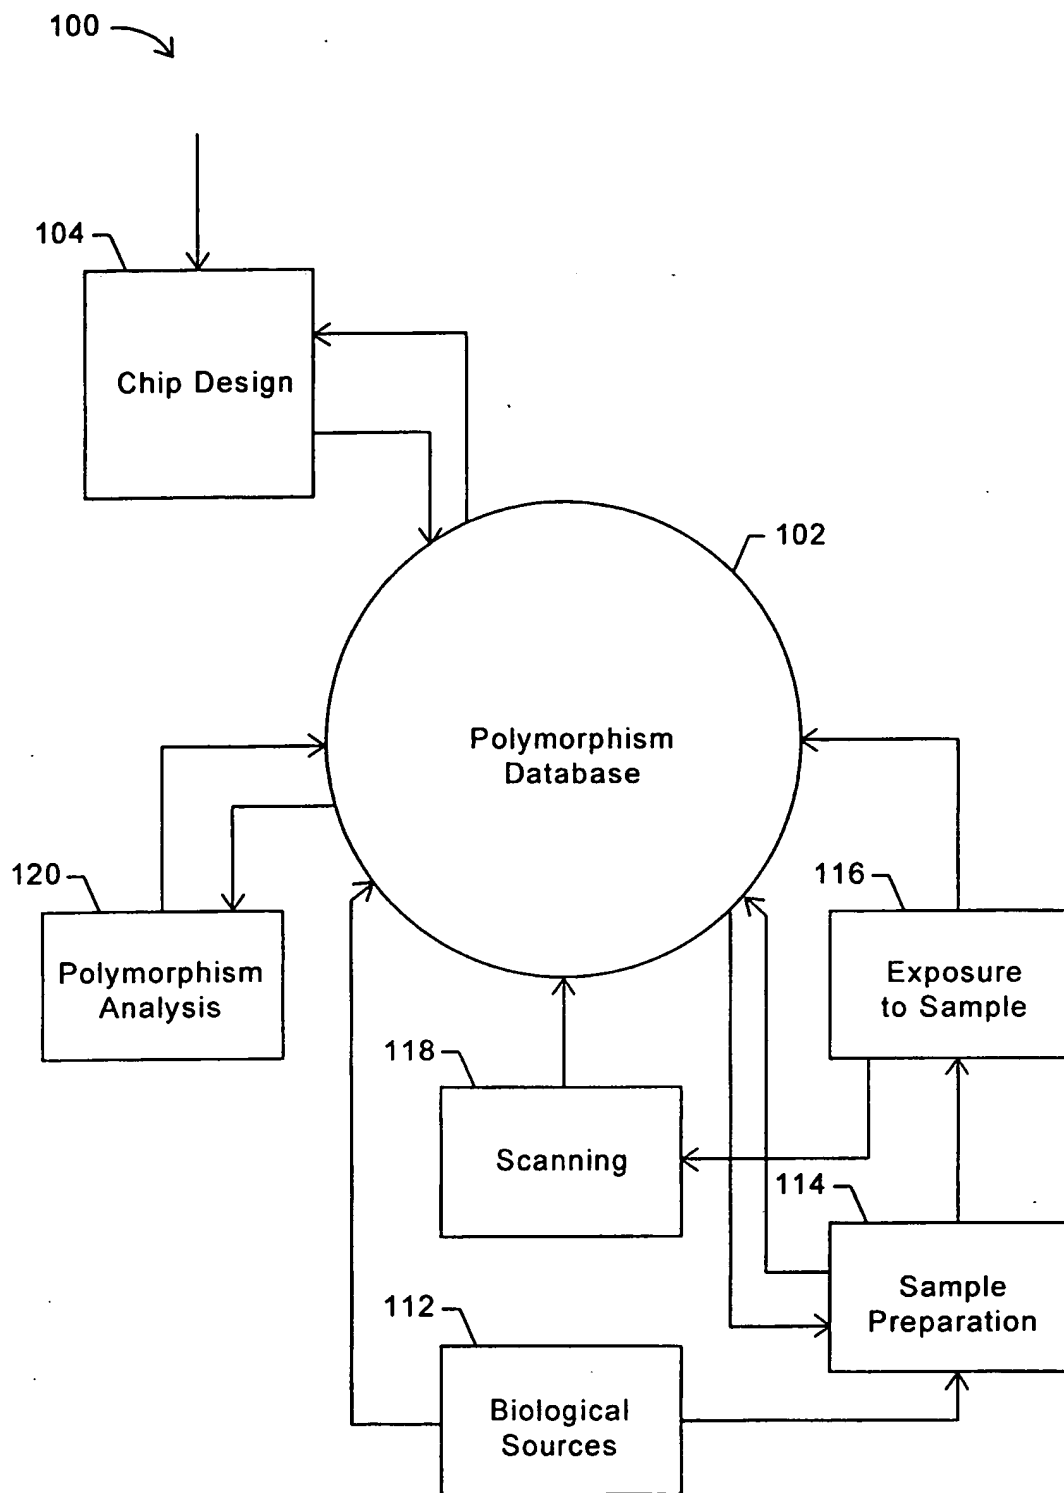 100
104
Chip Design
102
Polymorphism
Database
120
116
Polymorphism
Analysis
Exposure
to Sample
118
Scanning
114
Sample
Preparation
112
Biological
Sources